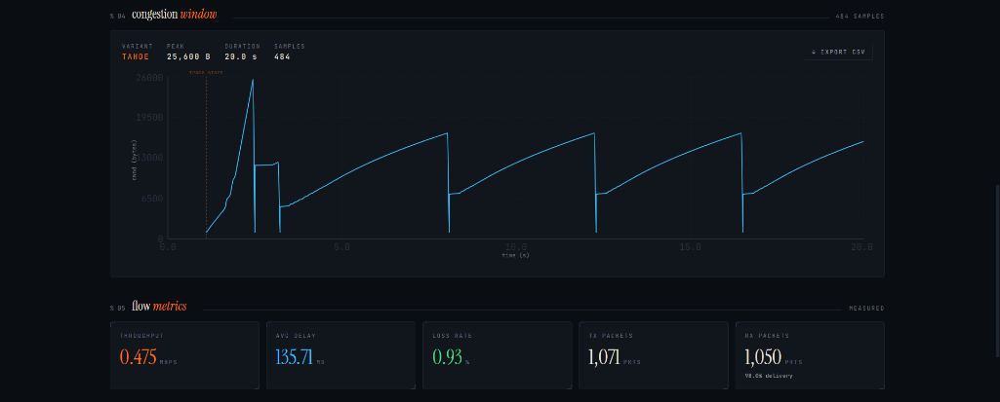 % 04 congestion window
484 SAMPLES
VARIANT PEAK DURATION SAMPLES
TAHOE 25,600 B 20.0 s 484
↓ EXPORT CSV
trace start
26000
19500
13000
6500
0
cwnd (bytes)
0.0 5.0 10.0 15.0 20.0
time (s)
% 05 flow metrics
MEASURED
THROUGHPUT
0.475 MBPS
AVG DELAY
135.71 MS
LOSS RATE
0.93 %
TX PACKETS
1,071 PKTS
RX PACKETS
1,050 PKTS
98.0% delivery